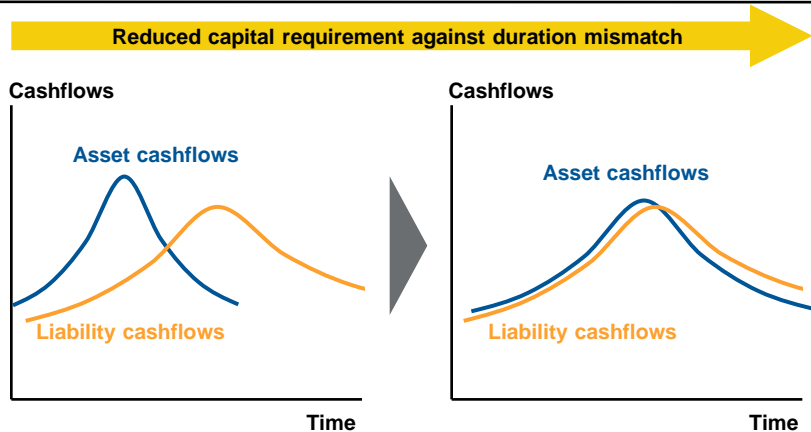 Reduced capital requirement against duration mismatch
Cashflows
Asset cashflows
Liability cashflows
Time
Cashflows
Asset cashflows
Liability cashflows
Time